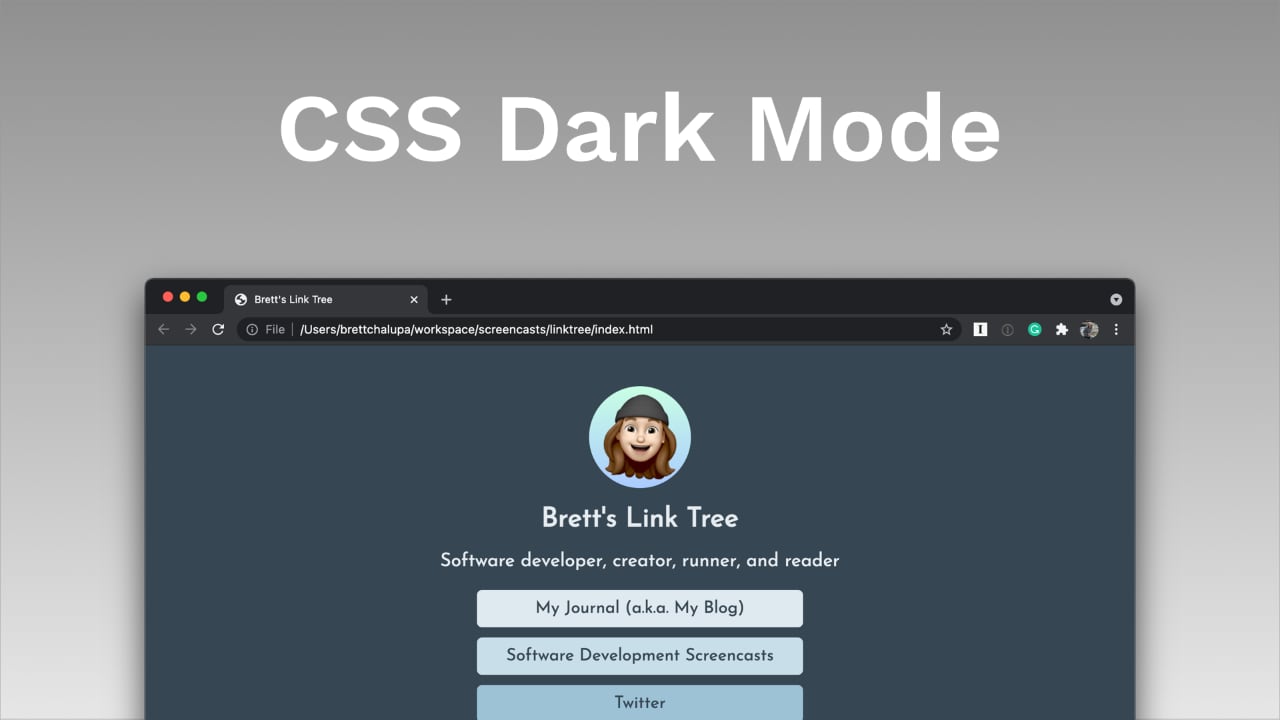 CSS Dark Mode
Brett's Link Tree
File | /Users/brettchalupa/workspace/screencasts/linktree/index.html
Brett's Link Tree
Software developer, creator, runner, and reader
My Journal (a.k.a. My Blog)
Software Development Screencasts
Twitter